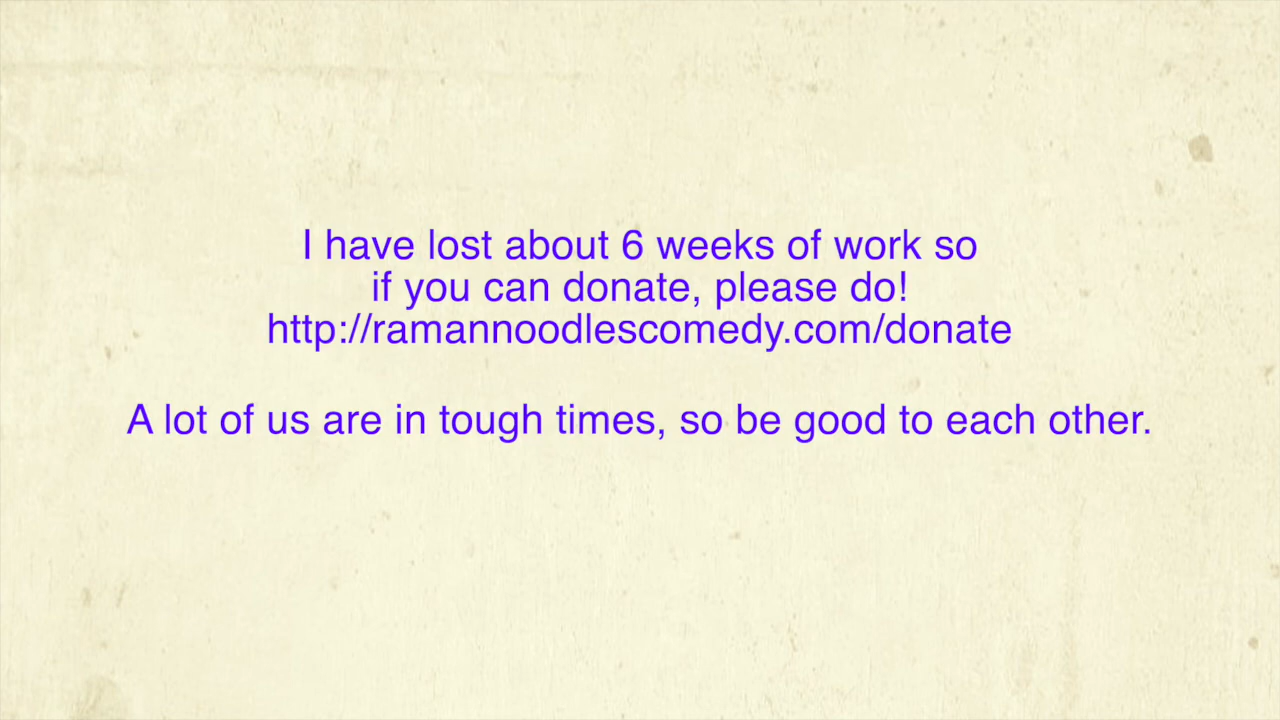 I have lost about 6 weeks of work so
if you can donate, please do!
http://ramannoodlescomedy.com/donate
A lot of us are in tough times, so be good to each other.